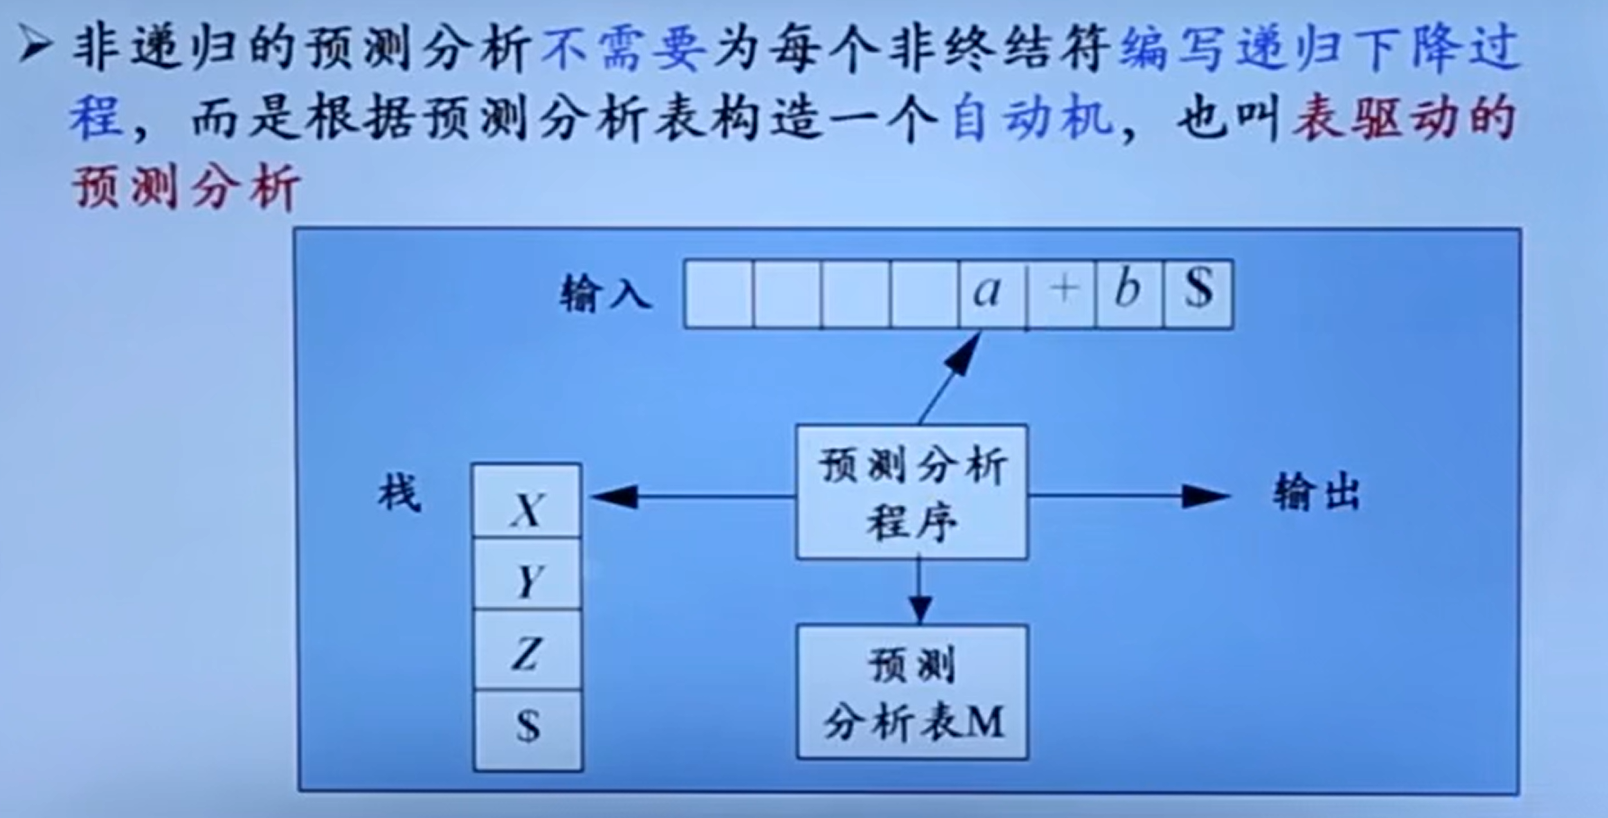 ➢非递归的预测分析不需要为每个非终结符编写递归下降过
程，而是根据预测分析表构造一个自动机，也叫表驱动的
预测分析
输入 a + b $
栈
X
Y
Z
$
预测分析
程序
输出
预测
分析表M